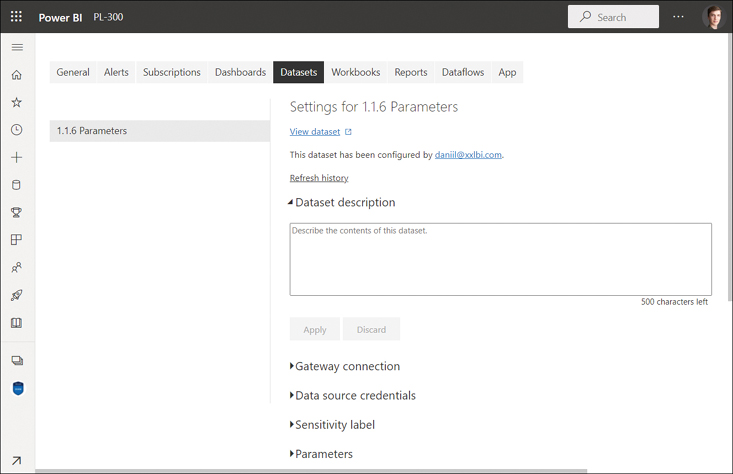 Power BI PL-300 Search
General Alerts Subscriptions Dashboards Datasets Workbooks Reports Dataflows App
1.1.6 Parameters
Settings for 1.1.6 Parameters
View dataset
This dataset has been configured by daniil@xxlbi.com.
Refresh history
Dataset description
Describe the contents of this dataset.
500 characters left
Apply Discard
Gateway connection
Data source credentials
Sensitivity label
Parameters